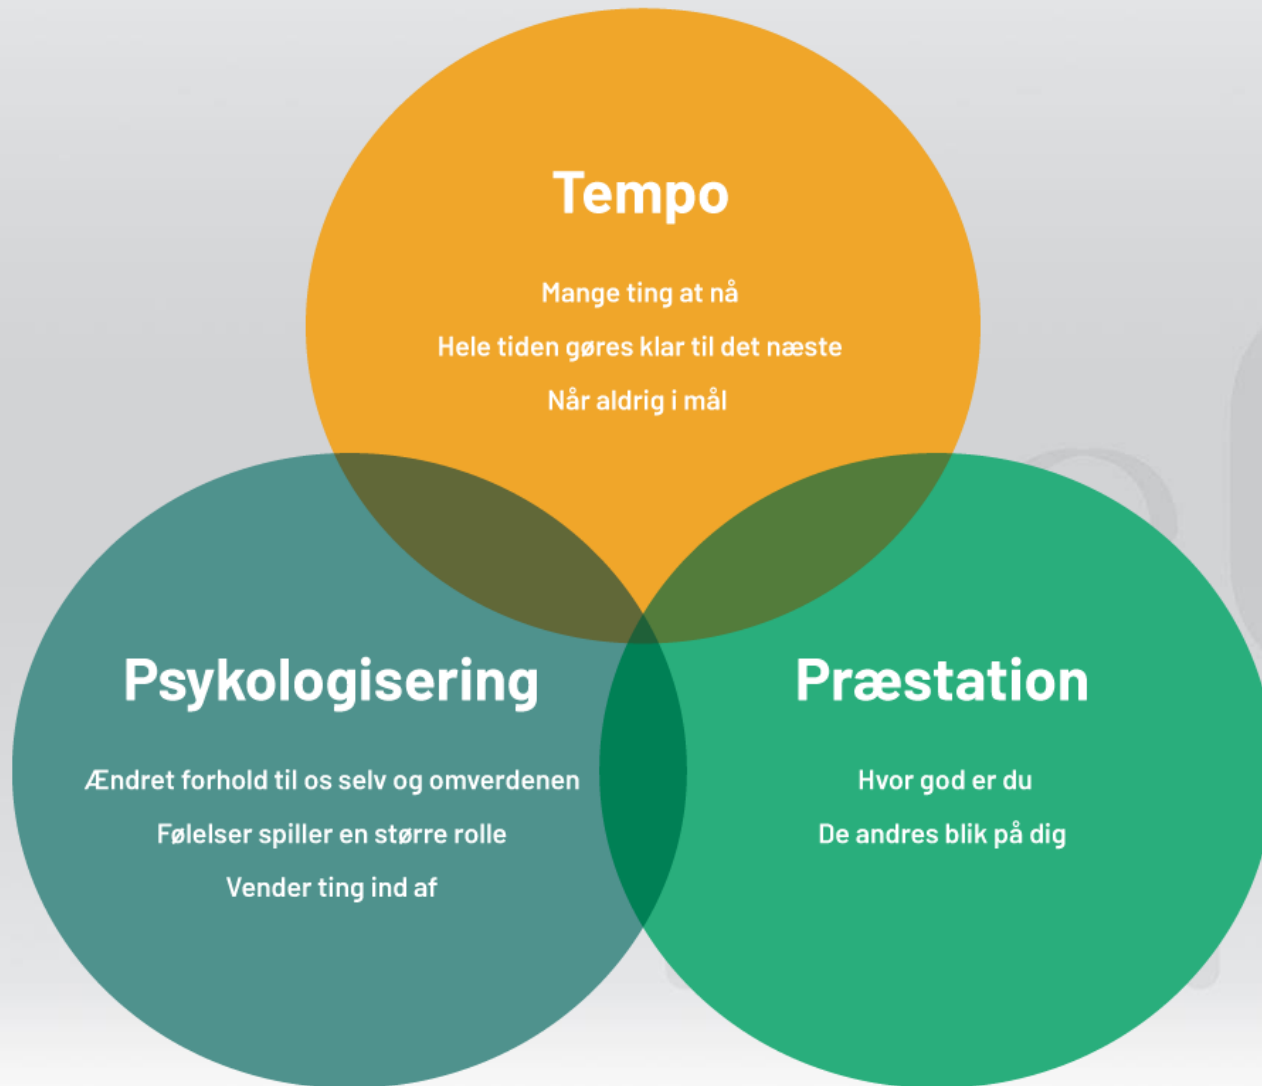 Tempo
Mange ting at nå
Hele tiden gøres klar til det næste
Når aldrig i mål
Psykologisering
Ændret forhold til os selv og omverdenen
Følelser spiller en større rolle
Vender ting ind af
Præstation
Hvor god er du
De andres blik på dig